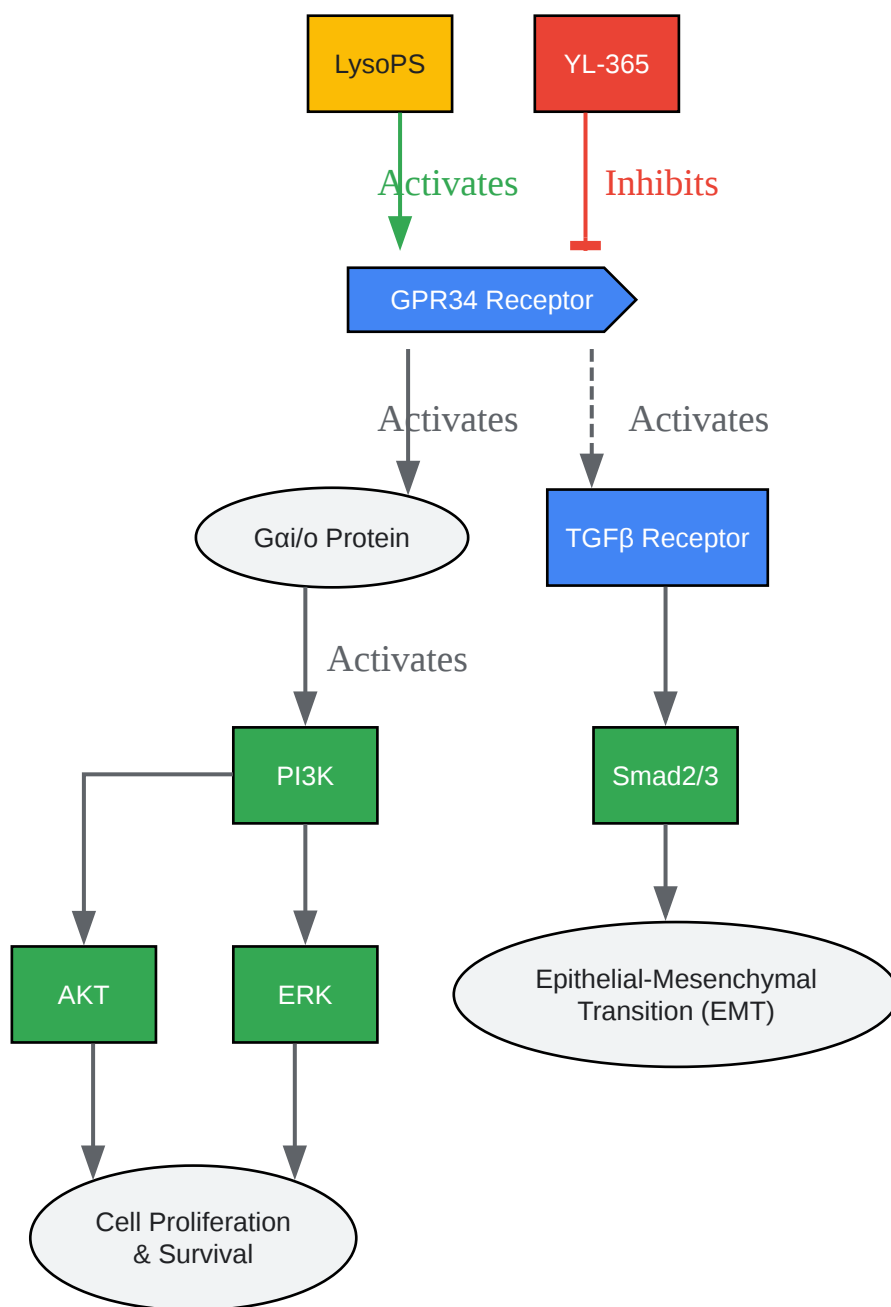 LysoPS
YL-365
Activates
Inhibits
GPR34 Receptor
Activates
Activates
Gαi/o Protein
TGFβ Receptor
Activates
PI3K
Smad2/3
AKT
ERK
Epithelial-Mesenchymal
Transition (EMT)
Cell Proliferation
& Survival